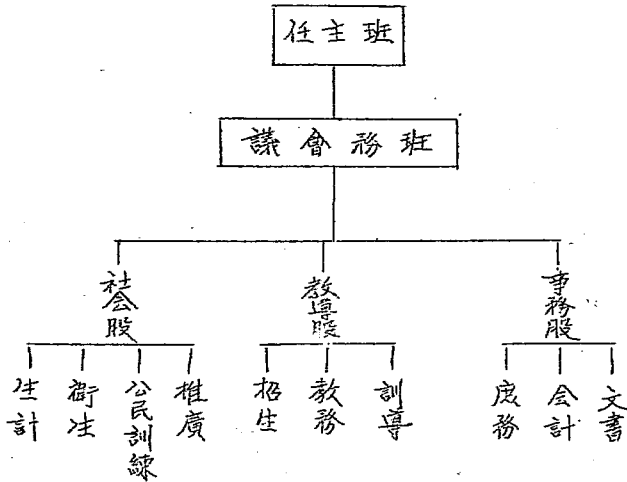 班主任
班務會議
事務股
教導股
社会股
文書
会計
庶務
訓導
教務
招生
推廣
公民訓練
衛生
生計